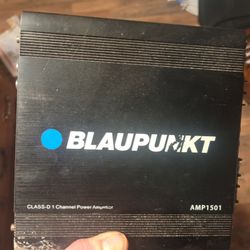 BLAUPUNKT
CLASS-D 1 Channel Power Amplifier
AMP1501